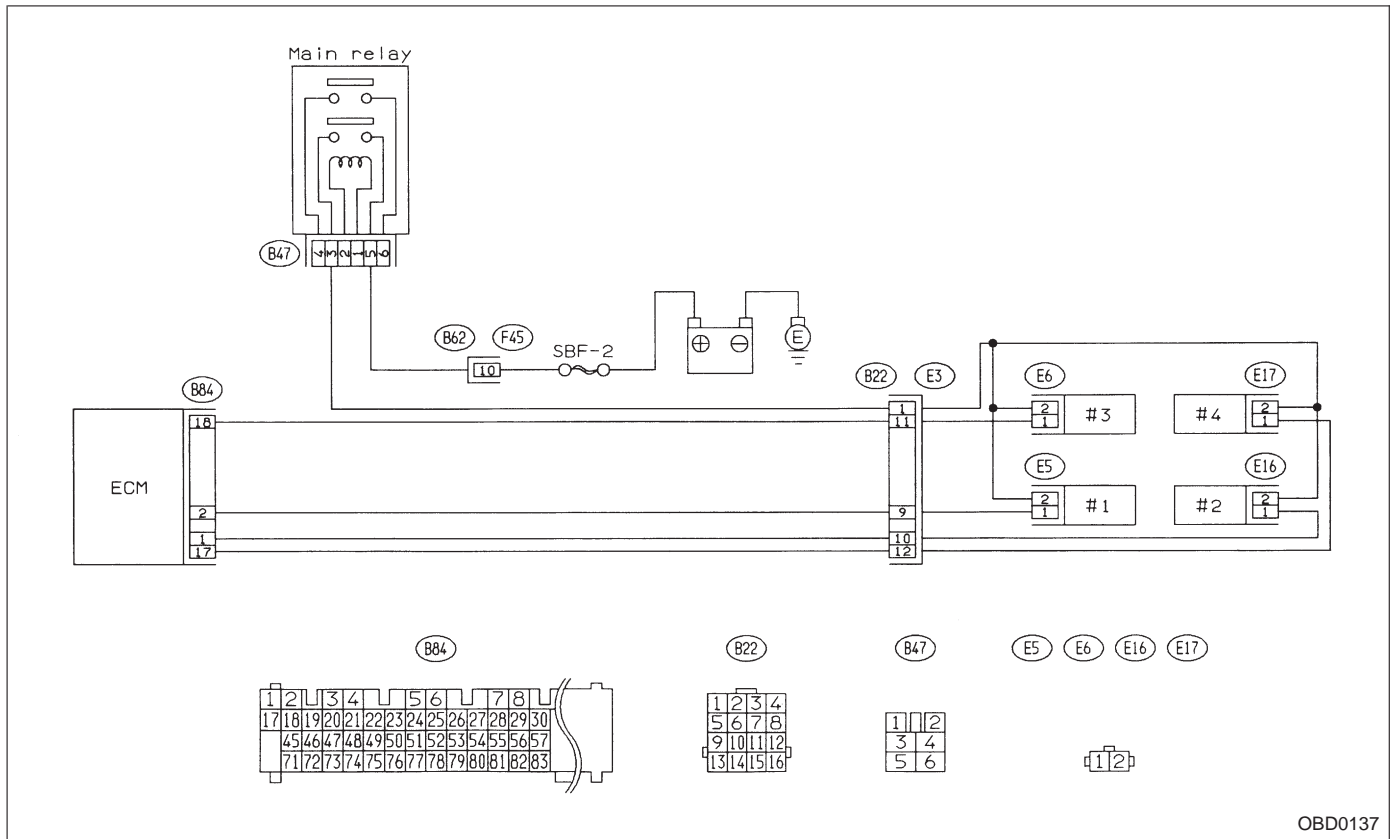 Main relay
B47 4 3 2 1 5 6
B62 F45 SBF-2 + − E
10
B84 B22 E3 E6 E17
18 1 2 #3 #4 2
11 1 1
ECM
E5 E16
2 #1 #2 2
2 9 1 1
1 10
17 12
B84 B22 B47 E5 E6 E16 E17
1 2 3 4 5 6 7 8
17 18 19 20 21 22 23 24 25 26 27 28 29 30
45 46 47 48 49 50 51 52 53 54 55 56 57
71 72 73 74 75 76 77 78 79 80 81 82 83
1 2 3 4
5 6 7 8
9 10 11 12
13 14 15 16
1 2
3 4
5 6
1 2
OBD0137